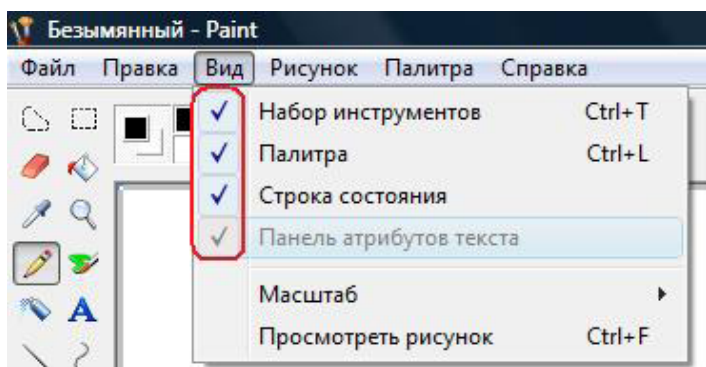 Безымянный - Paint
Файл Правка Вид Рисунок Палитра Справка
Набор инструментов Ctrl+T
Палитра Ctrl+L
Строка состояния
Панель атрибутов текста
Масштаб
Просмотреть рисунок Ctrl+F